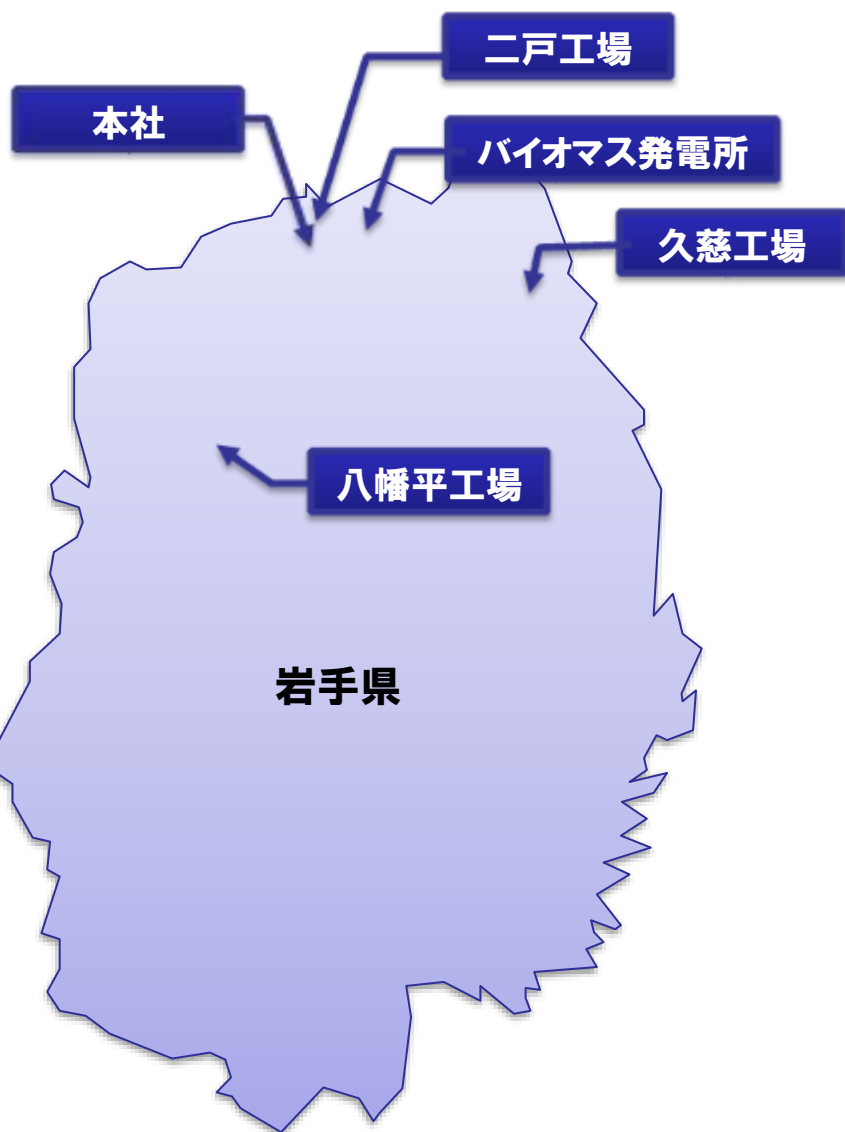 二戸工場
本社
バイオマス発電所
久慈工場
八幡平工場
岩手県